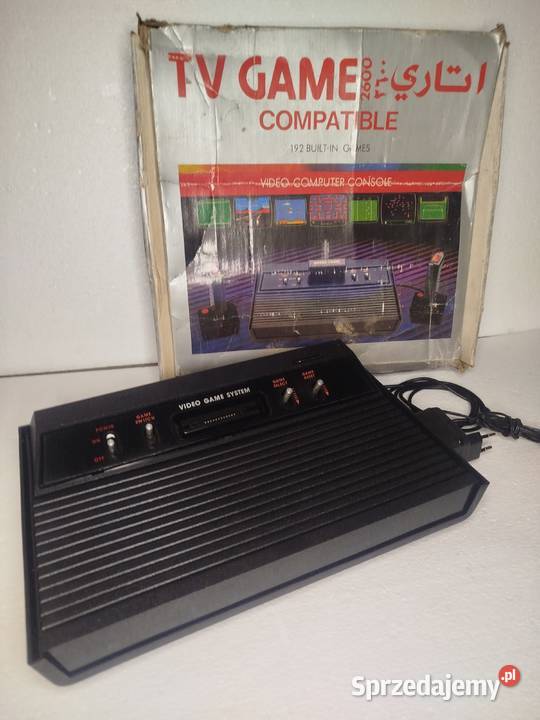 TV GAME 2600 ٢٦٠٠ اتاري
COMPATIBLE
192 BUILT-IN GAMES
VIDEO COMPUTER CONSOLE
POWER
ON
OFF
GAME
SWITCH
VIDEO GAME SYSTEM
GAME
SELECT
GAME
RESET
Sprzedajemy.pl